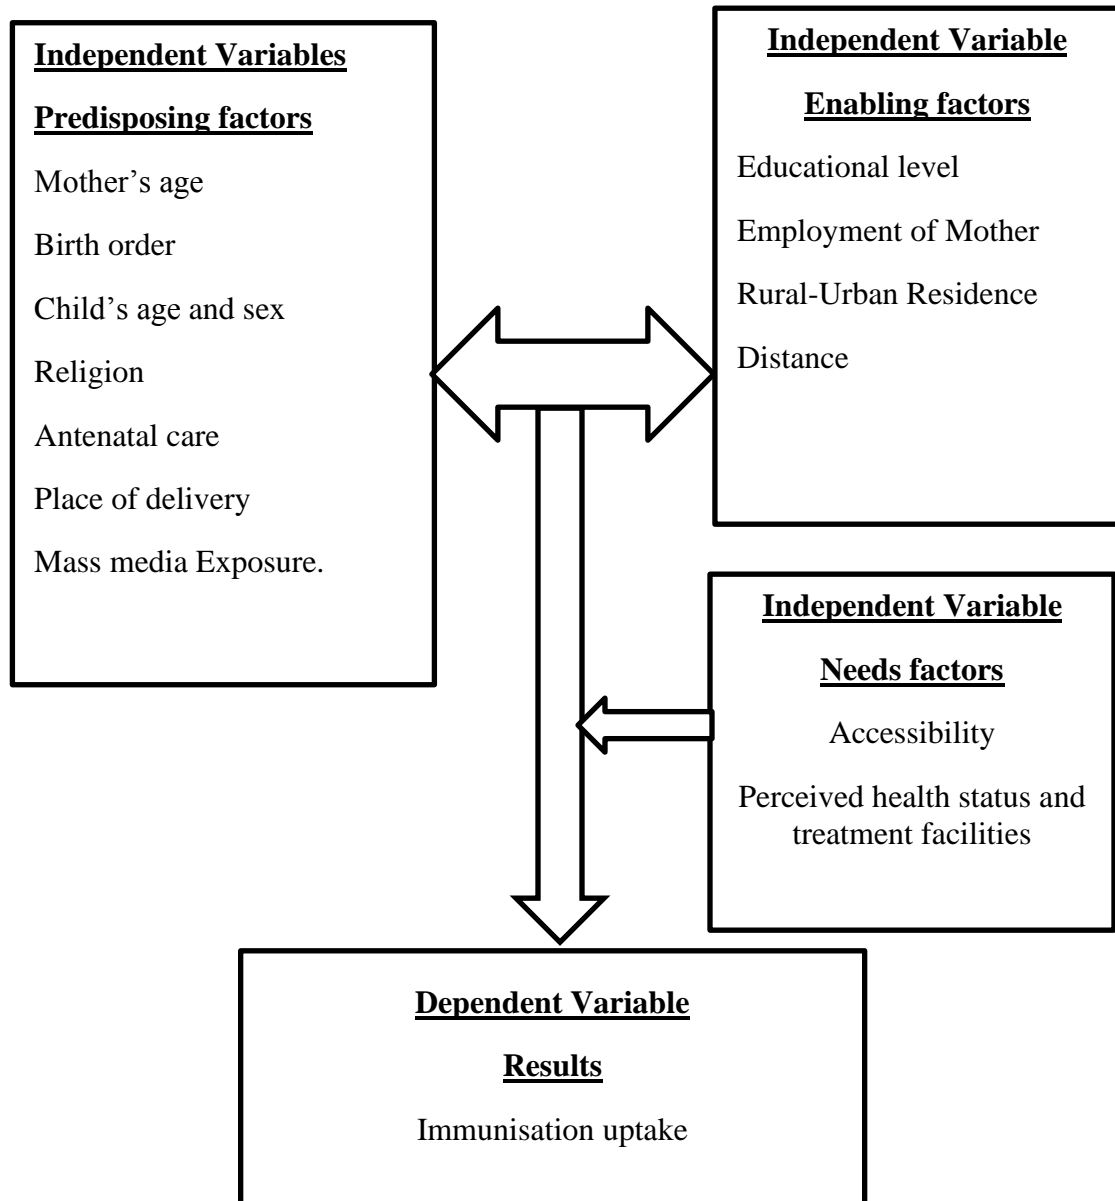 Independent Variables
Predisposing factors
Mother’s age
Birth order
Child’s age and sex
Religion
Antenatal care
Place of delivery
Mass media Exposure.
Independent Variable
Enabling factors
Educational level
Employment of Mother
Rural-Urban Residence
Distance
Independent Variable
Needs factors
Accessibility
Perceived health status and
treatment facilities
Dependent Variable
Results
Immunisation uptake